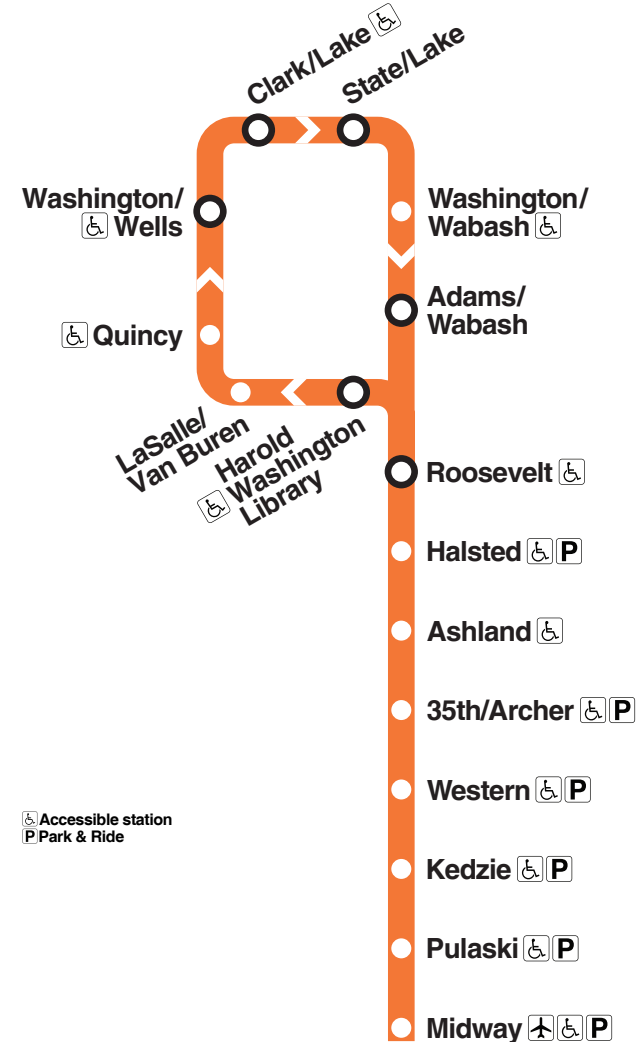 Clark/Lake
State/Lake
Washington/
Wells
Washington/
Wabash
Adams/
Wabash
Quincy
LaSalle/
Van Buren
Harold
Washington
Library
Roosevelt
Halsted P
Ashland
35th/Archer P
Western P
Kedzie P
Pulaski P
Midway P
Accessible station
P Park & Ride